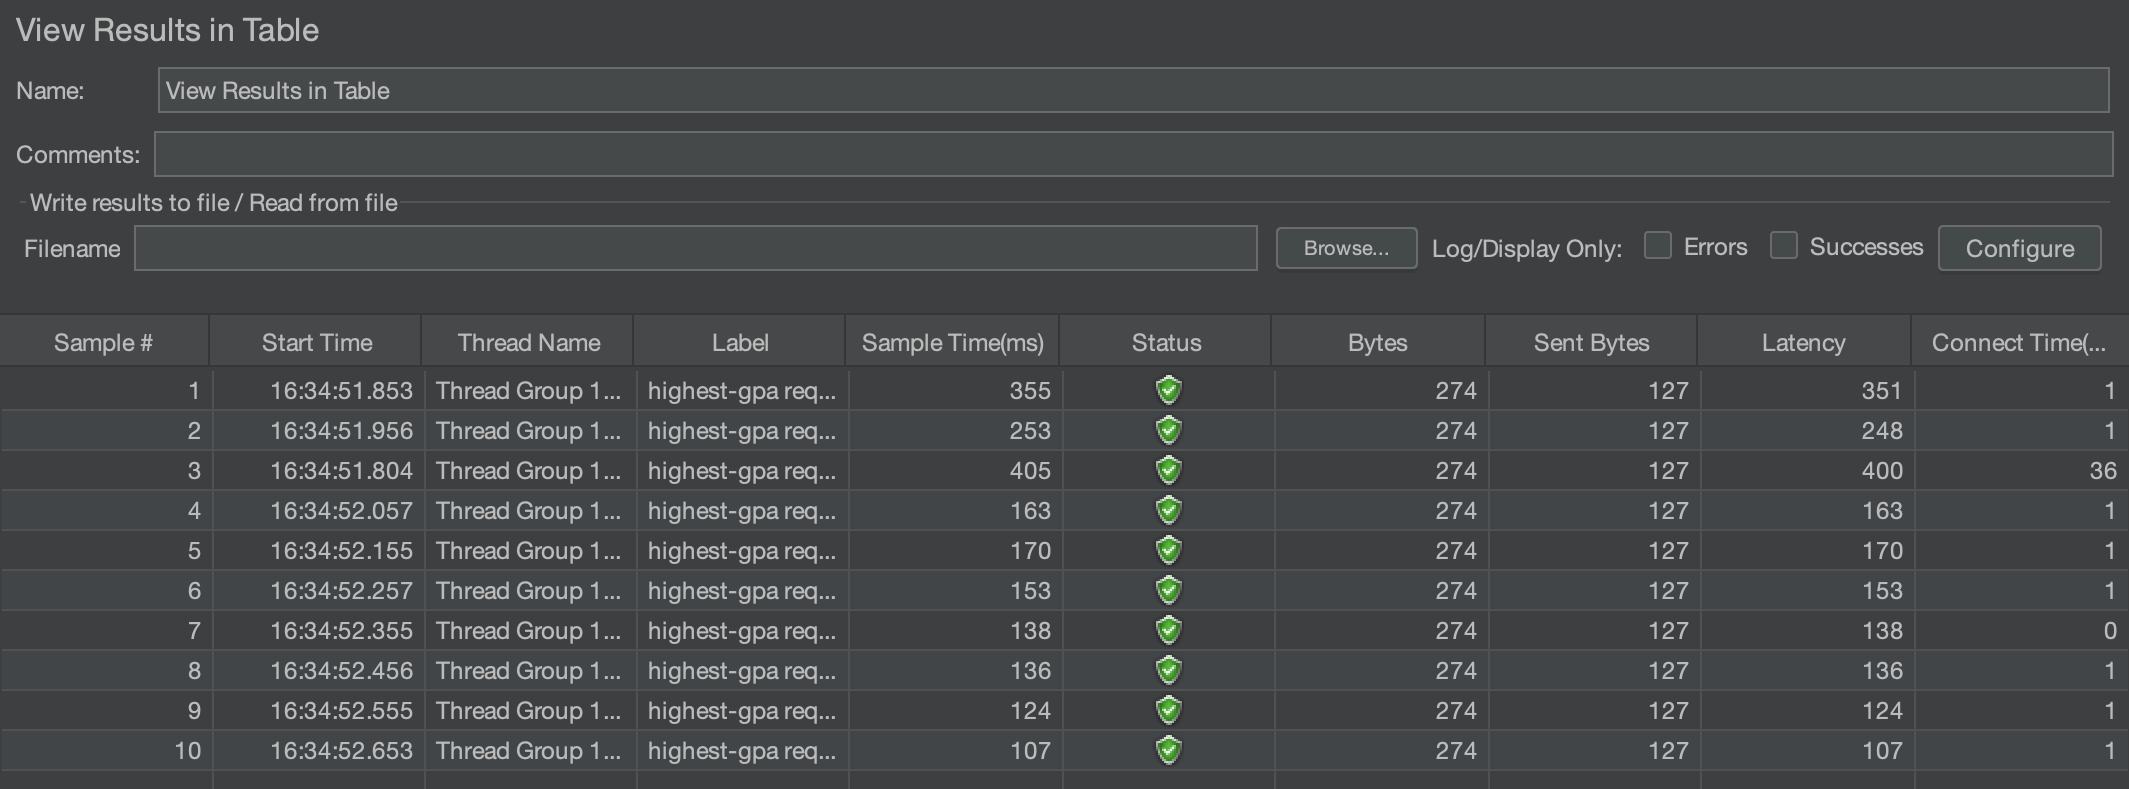 View Results in Table
Name: View Results in Table
Comments:
Write results to file / Read from file
Filename Browse... Log/Display Only: Errors Successes Configure
Sample # Start Time Thread Name Label Sample Time(ms) Status Bytes Sent Bytes Latency Connect Time(...
1 16:34:51.853 Thread Group 1... highest-gpa req... 355 274 127 351 1
2 16:34:51.956 Thread Group 1... highest-gpa req... 253 274 127 248 1
3 16:34:51.804 Thread Group 1... highest-gpa req... 405 274 127 400 36
4 16:34:52.057 Thread Group 1... highest-gpa req... 163 274 127 163 1
5 16:34:52.155 Thread Group 1... highest-gpa req... 170 274 127 170 1
6 16:34:52.257 Thread Group 1... highest-gpa req... 153 274 127 153 1
7 16:34:52.355 Thread Group 1... highest-gpa req... 138 274 127 138 0
8 16:34:52.456 Thread Group 1... highest-gpa req... 136 274 127 136 1
9 16:34:52.555 Thread Group 1... highest-gpa req... 124 274 127 124 1
10 16:34:52.653 Thread Group 1... highest-gpa req... 107 274 127 107 1